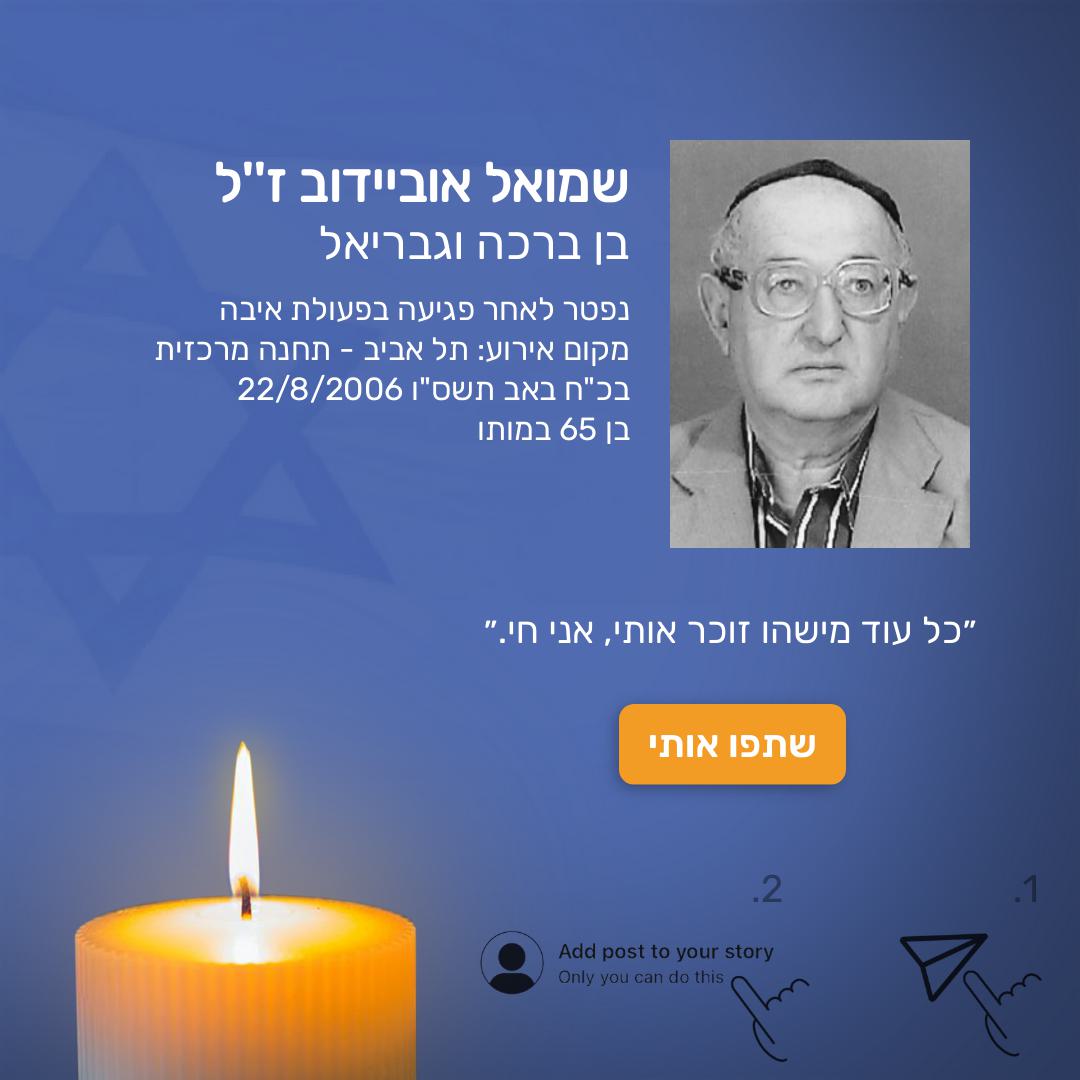 שמואל אוביידוב ז"ל
בן ברכה וגבריאל
נפטר לאחר פגיעה בפעולת איבה
מקום אירוע: תל אביב - תחנה מרכזית
בכ"ח באב תשס"ו 22/8/2006
בן 65 במותו
״כל עוד מישהו זוכר אותי, אני חי.״
שתפו אותי
1.
2.
Add post to your story
Only you can do this